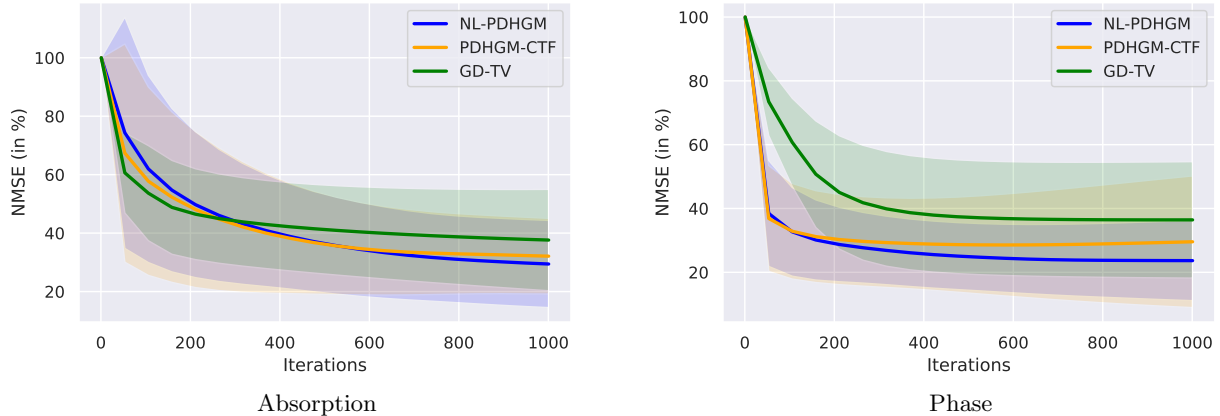 NL-PDHGM
PDHGM-CTF
GD-TV
NMSE (in %)
100
80
60
40
20
0
200
400
600
800
1000
Iterations
Absorption
NL-PDHGM
PDHGM-CTF
GD-TV
NMSE (in %)
100
80
60
40
20
0
200
400
600
800
1000
Iterations
Phase